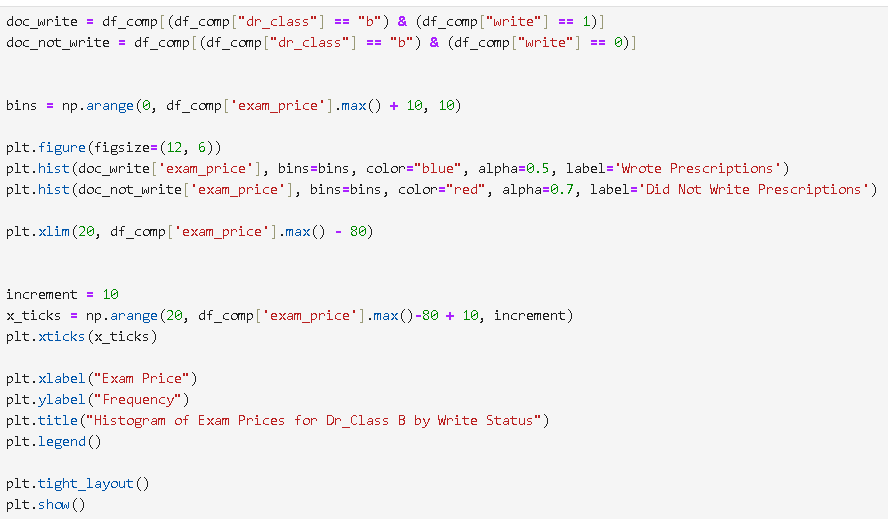 doc_write = df_comp[(df_comp["dr_class"] == "b") & (df_comp["write"] == 1)]
doc_not_write = df_comp[(df_comp["dr_class"] == "b") & (df_comp["write"] == 0)]
bins = np.arange(0, df_comp['exam_price'].max() + 10, 10)
plt.figure(figsize=(12, 6))
plt.hist(doc_write['exam_price'], bins=bins, color="blue", alpha=0.5, label='Wrote Prescriptions')
plt.hist(doc_not_write['exam_price'], bins=bins, color="red", alpha=0.7, label='Did Not Write Prescriptions')
plt.xlim(20, df_comp['exam_price'].max() - 80)
increment = 10
x_ticks = np.arange(20, df_comp['exam_price'].max()-80 + 10, increment)
plt.xticks(x_ticks)
plt.xlabel("Exam Price")
plt.ylabel("Frequency")
plt.title("Histogram of Exam Prices for Dr_Class B by Write Status")
plt.legend()
plt.tight_layout()
plt.show()